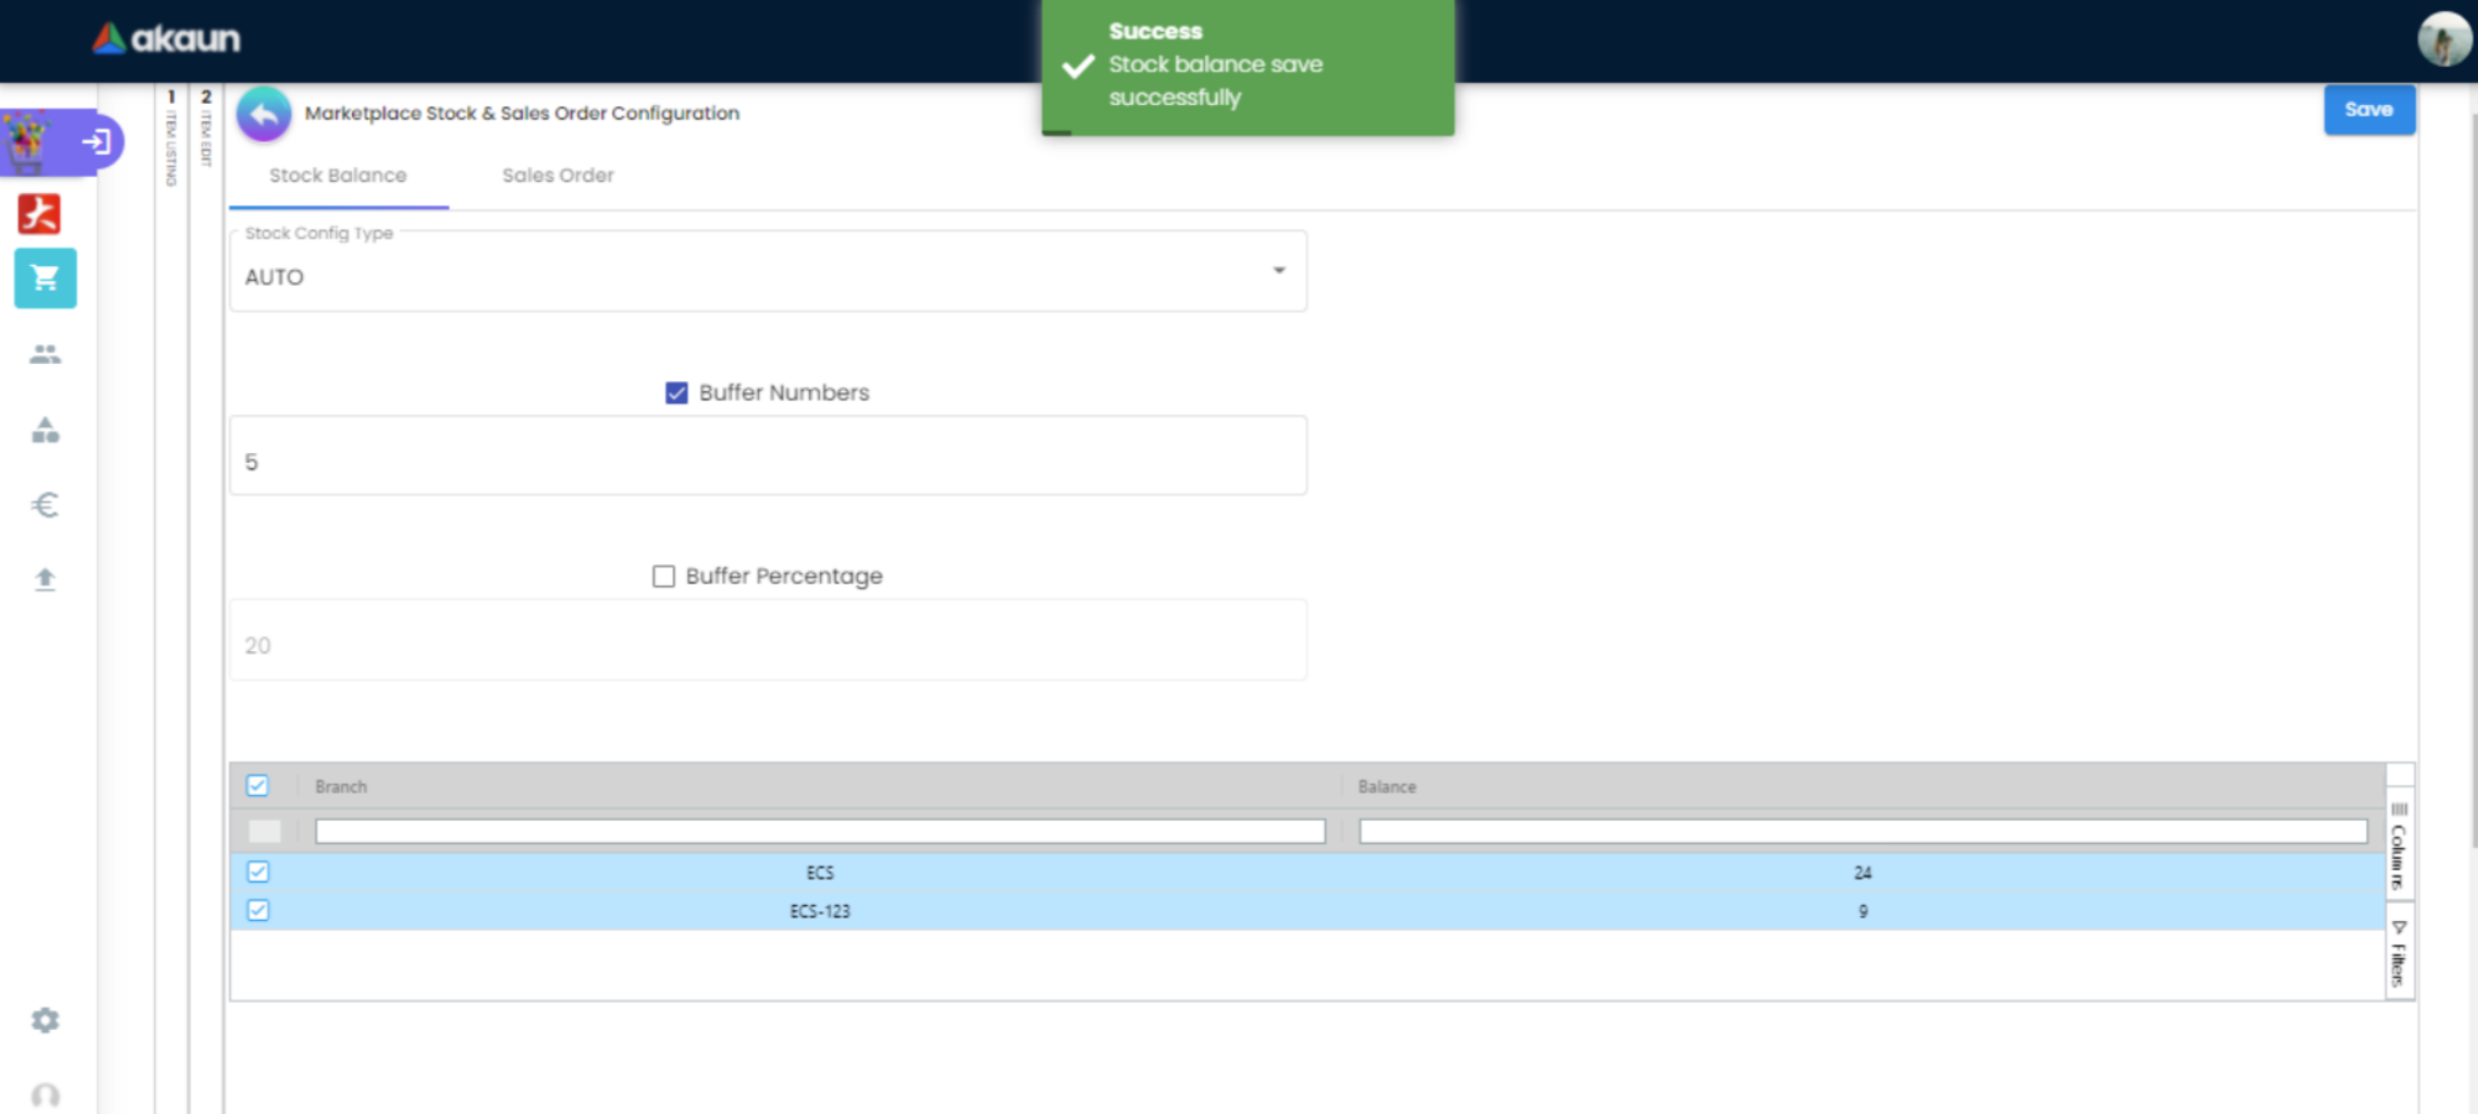 akaun
Success
Stock balance save
successfully
1
ITEM LISTING
2
ITEM EDIT
Marketplace Stock & Sales Order Configuration
Save
Stock Balance
Sales Order
Stock Config Type
AUTO
Buffer Numbers
5
Buffer Percentage
20
Branch
Balance
ECS
24
ECS-123
9
Columns
Filters